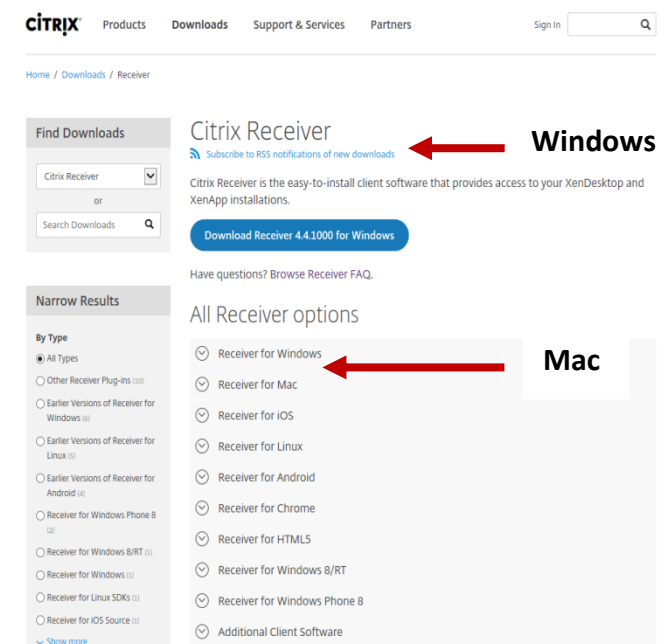 CİTRIX
Products
Downloads
Support & Services
Partners
Sign In
Home / Downloads / Receiver
Find Downloads
Citrix Receiver
or
Search Downloads
Citrix Receiver
Subscribe to RSS notifications of new downloads
Windows
Citrix Receiver is the easy-to-install client software that provides access to your XenDesktop and
XenApp installations.
Download Receiver 4.4.1000 for Windows
Have questions? Browse Receiver FAQ.
Narrow Results
By Type
All Types
Other Receiver Plug-ins (10)
Earlier Versions of Receiver for
Windows (6)
Earlier Versions of Receiver for
Linux (5)
Earlier Versions of Receiver for
Android (4)
Receiver for Windows Phone 8
(2)
Receiver for Windows 8/RT (1)
Receiver for Windows (1)
Receiver for Linux SDKs (1)
Receiver for iOS Source (1)
Show more
All Receiver options
Receiver for Windows
Mac
Receiver for Mac
Receiver for iOS
Receiver for Linux
Receiver for Android
Receiver for Chrome
Receiver for HTML5
Receiver for Windows 8/RT
Receiver for Windows Phone 8
Additional Client Software